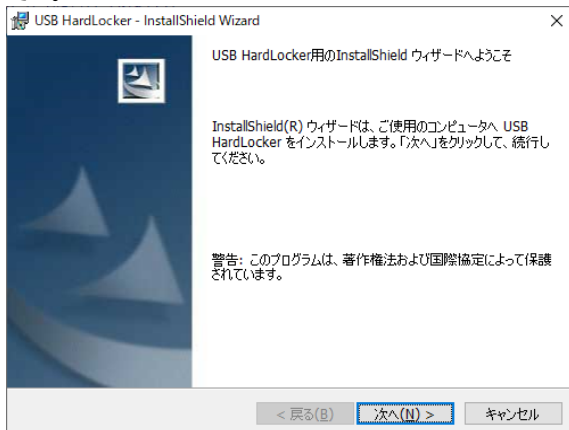 USB HardLocker - InstallShield Wizard
USB HardLocker用のInstallShield ウィザードへようこそ
InstallShield(R) ウィザードは、ご使用のコンピュータへ USB
HardLocker をインストールします。「次へ」をクリックして、続行し
てください。
警告: このプログラムは、著作権法および国際協定によって保護
されています。
< 戻る(B)
次へ(N) >
キャンセル